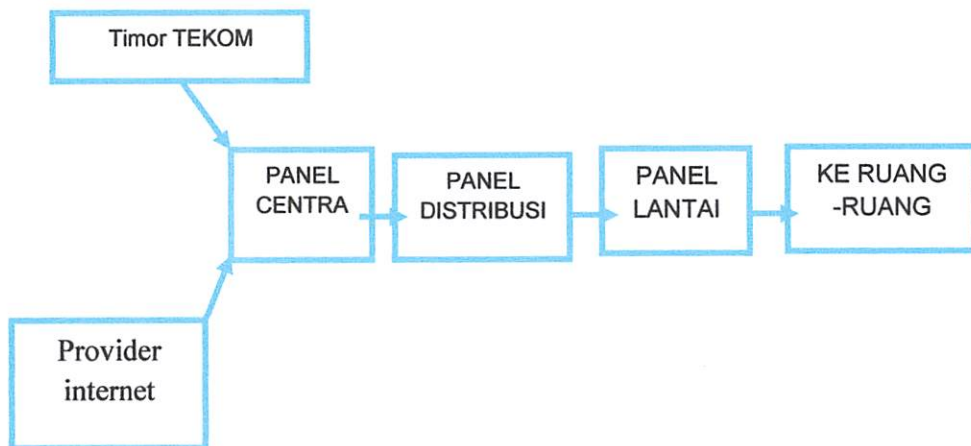 Timor TEKOM
PANEL
CENTRA
PANEL
DISTRIBUSI
PANEL
LANTAI
KE RUANG
-RUANG
Provider
internet